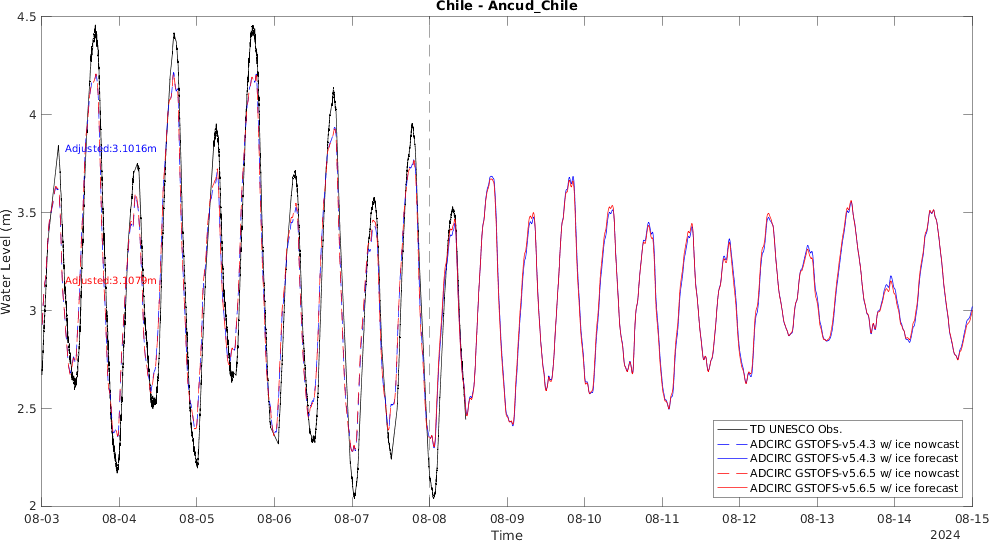 Chile - Ancud_Chile
4.5
4
3.5
3
2.5
2
Water Level (m)
Adjusted:3.1016m
Adjusted:3.1079m
TD UNESCO Obs.
ADCIRC GSTOFS-v5.4.3 w/ ice nowcast
ADCIRC GSTOFS-v5.4.3 w/ ice forecast
ADCIRC GSTOFS-v5.6.5 w/ ice nowcast
ADCIRC GSTOFS-v5.6.5 w/ ice forecast
08-03 08-04 08-05 08-06 08-07 08-08 08-09 08-10 08-11 08-12 08-13 08-14 08-15
Time
2024